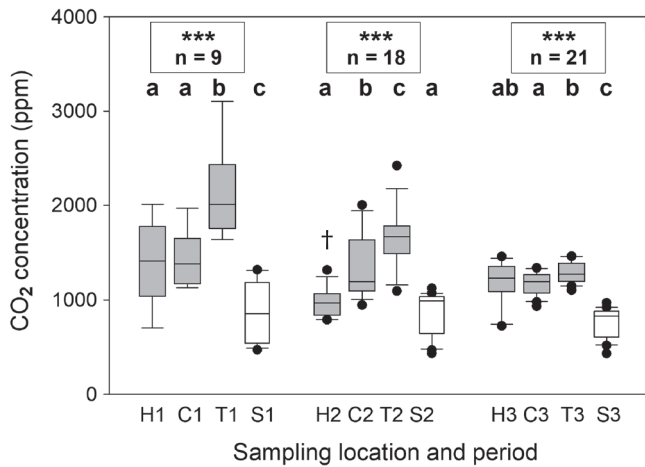 4000
3000
2000
1000
0
CO₂ concentration (ppm)
*** *** ***
n = 9 n = 18 n = 21
a a b c a b c a ab a b c
†
H1 C1 T1 S1 H2 C2 T2 S2 H3 C3 T3 S3
Sampling location and period